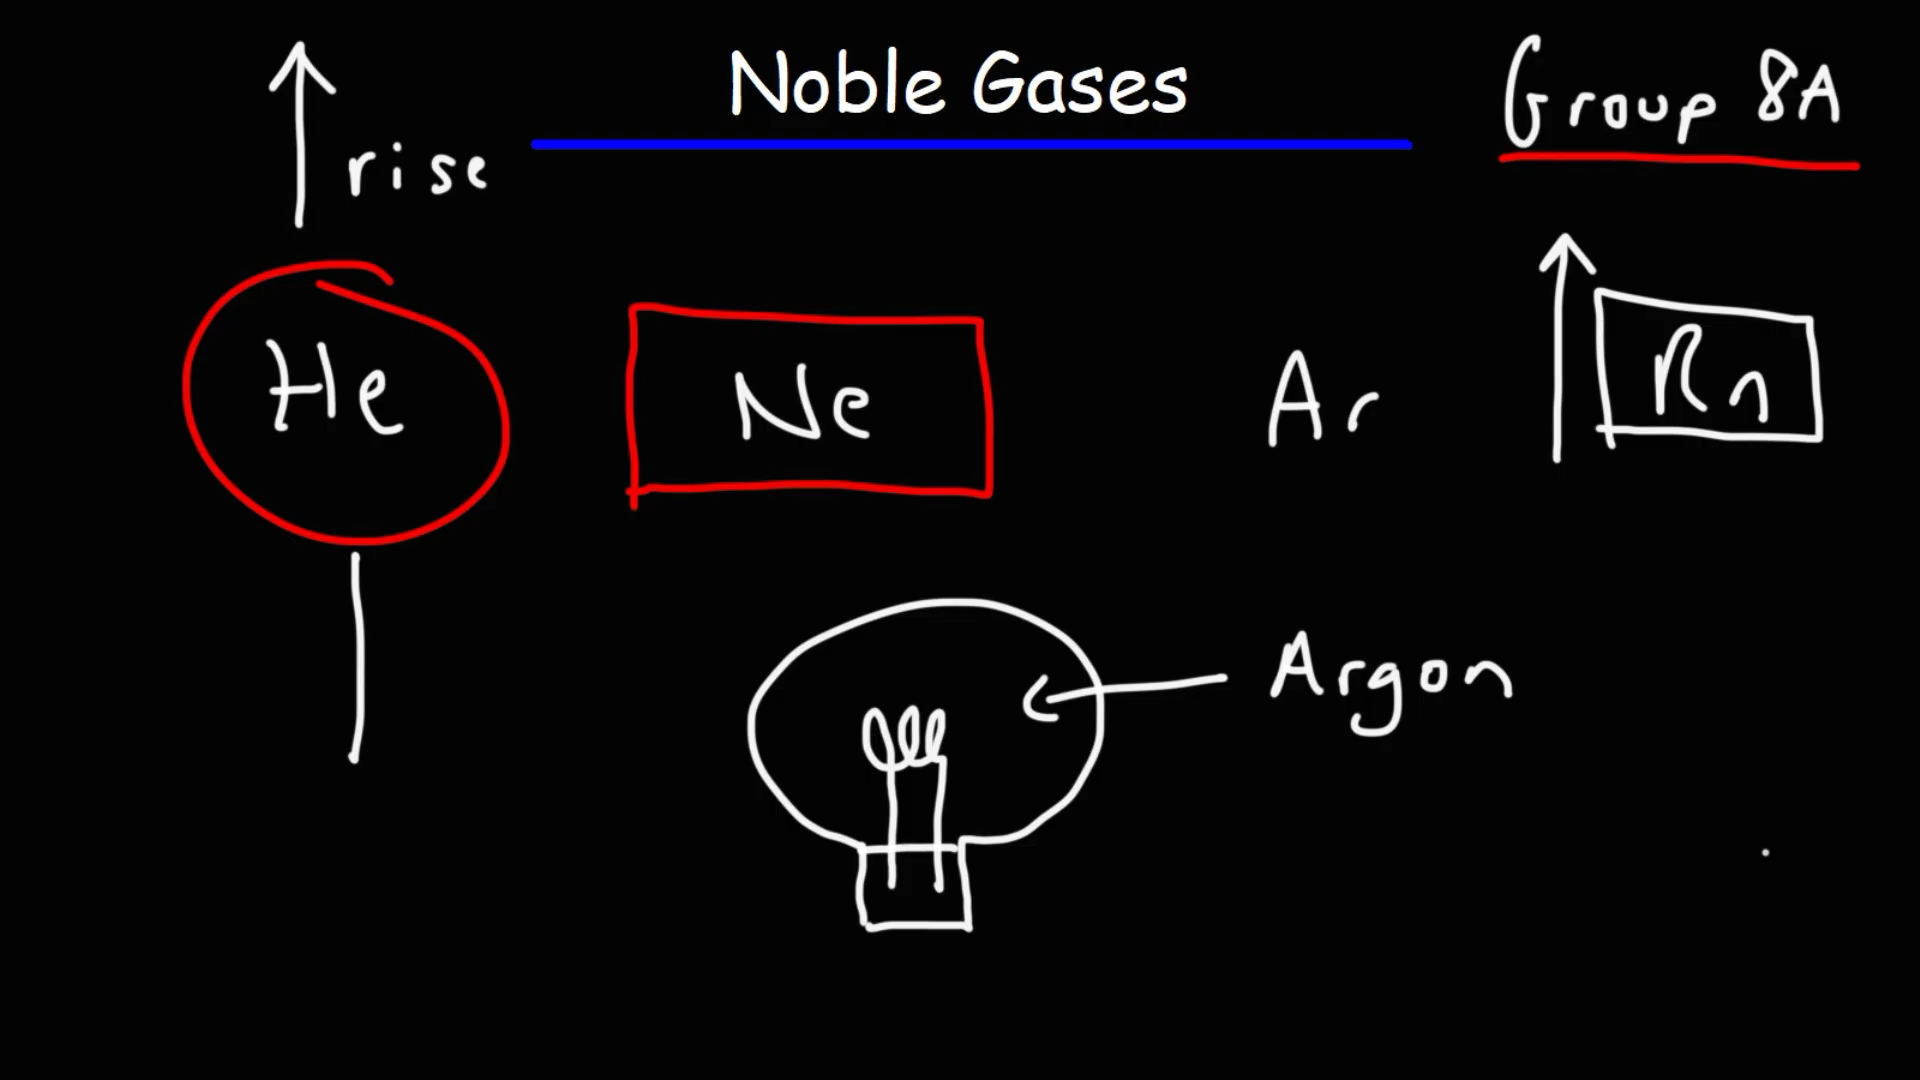 Noble Gases
Group 8A
rise
He
Ne
Ar
Rn
Argon